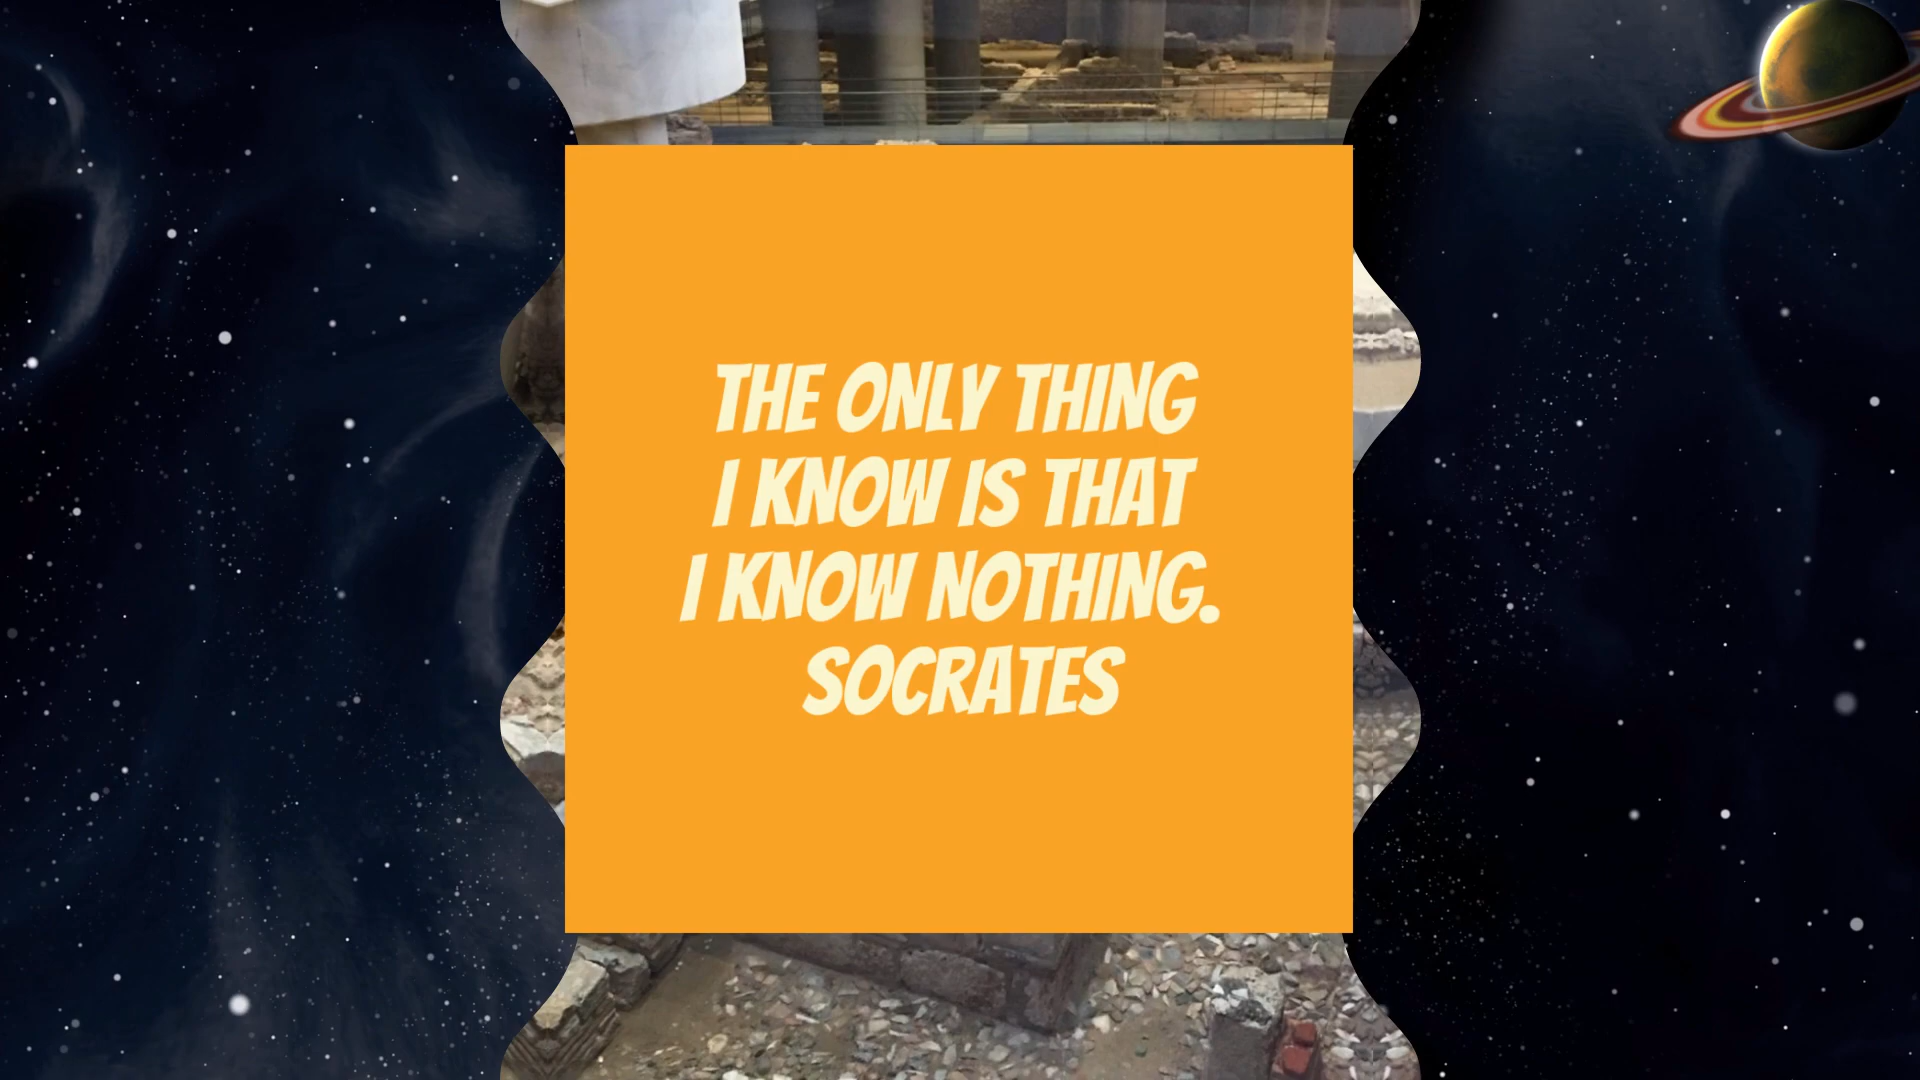 THE ONLY THING
I KNOW IS THAT
I KNOW NOTHING.
SOCRATES